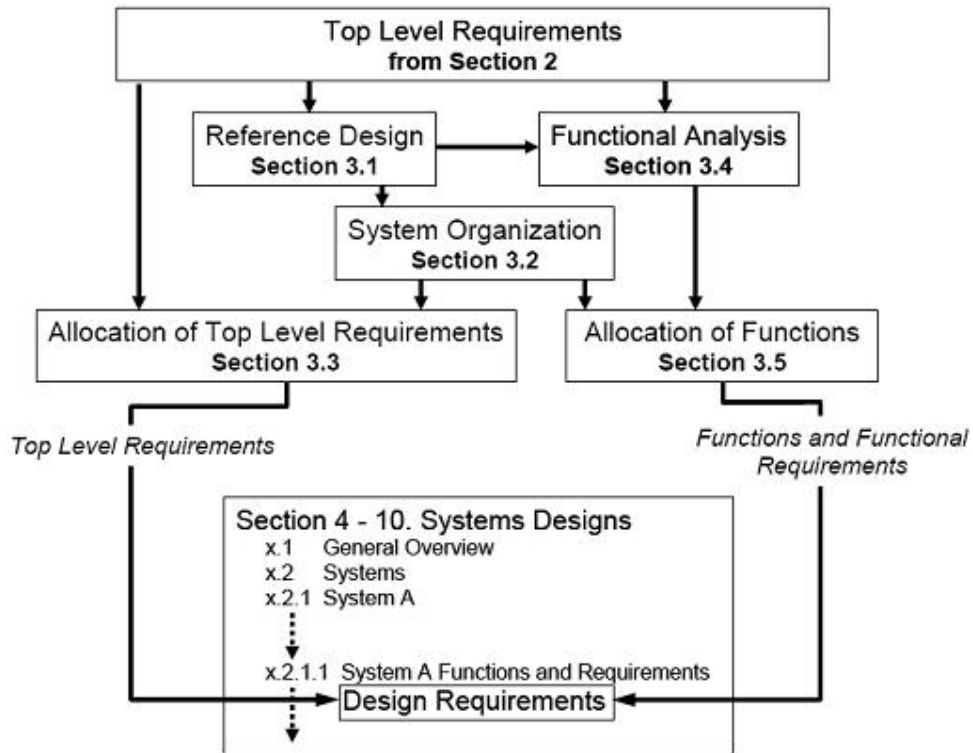 Top Level Requirements
from Section 2
Reference Design
Section 3.1
Functional Analysis
Section 3.4
System Organization
Section 3.2
Allocation of Top Level Requirements
Section 3.3
Allocation of Functions
Section 3.5
Top Level Requirements
Functions and Functional
Requirements
Section 4 - 10. Systems Designs
x.1 General Overview
x.2 Systems
x.2.1 System A
x.2.1.1 System A Functions and Requirements
Design Requirements